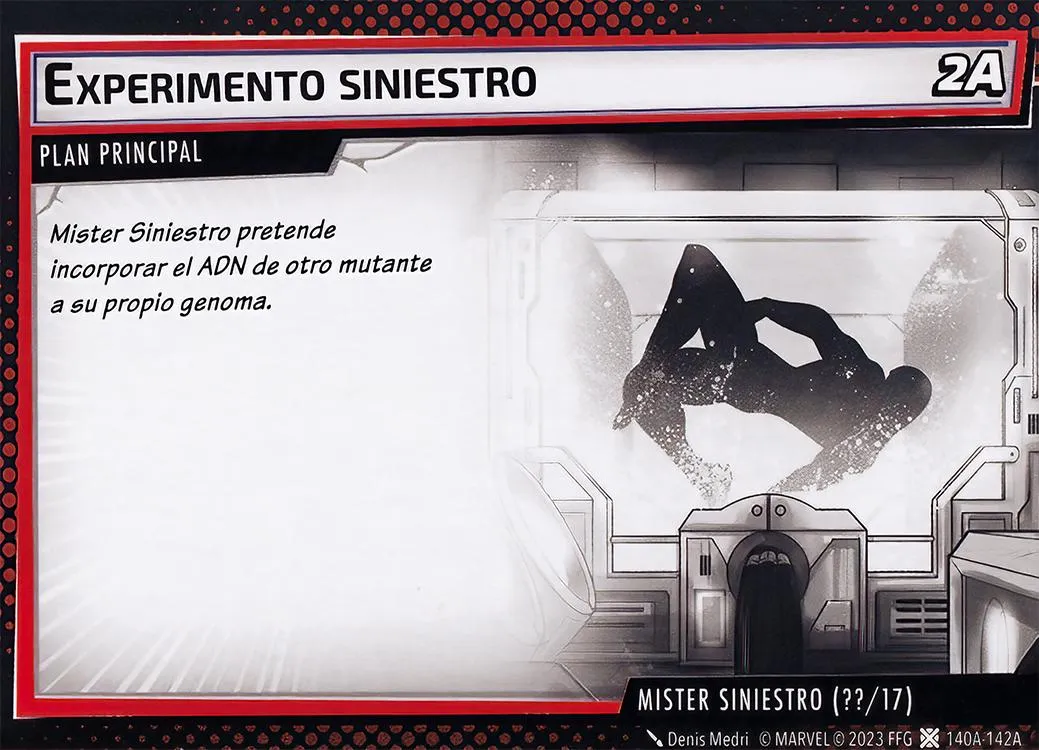 EXPERIMENTO SINIESTRO
2A
PLAN PRINCIPAL
Mister Siniestro pretende
incorporar el ADN de otro mutante
a su propio genoma.
MISTER SINIESTRO (??/17)
Denis Medri © MARVEL © 2023 FFG 140A-142A